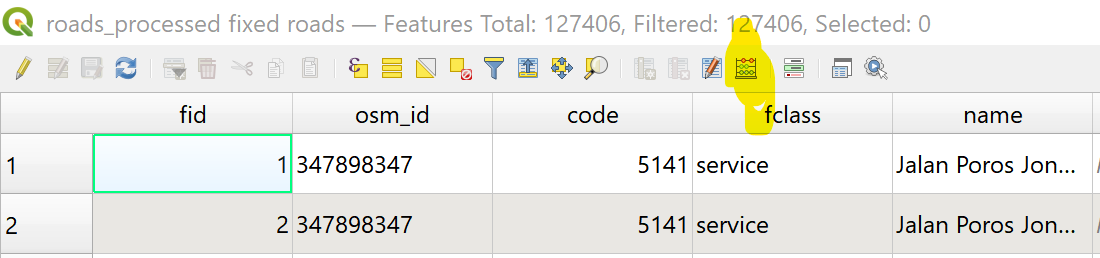 roads_processed fixed roads — Features Total: 127406, Filtered: 127406, Selected: 0
fid osm_id code fclass name
1 1 347898347 5141 service Jalan Poros Jon...
2 2 347898347 5141 service Jalan Poros Jon...